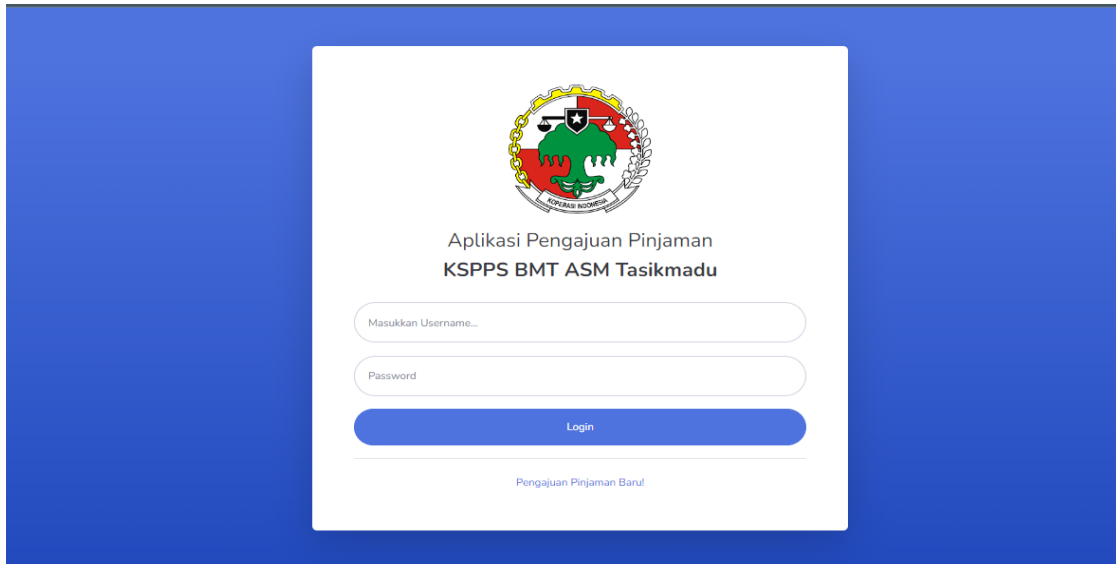 KOPERASI INDONESIA
Aplikasi Pengajuan Pinjaman
KSPPS BMT ASM Tasikmadu
Masukkan Username...
Password
Login
Pengajuan Pinjaman Baru!